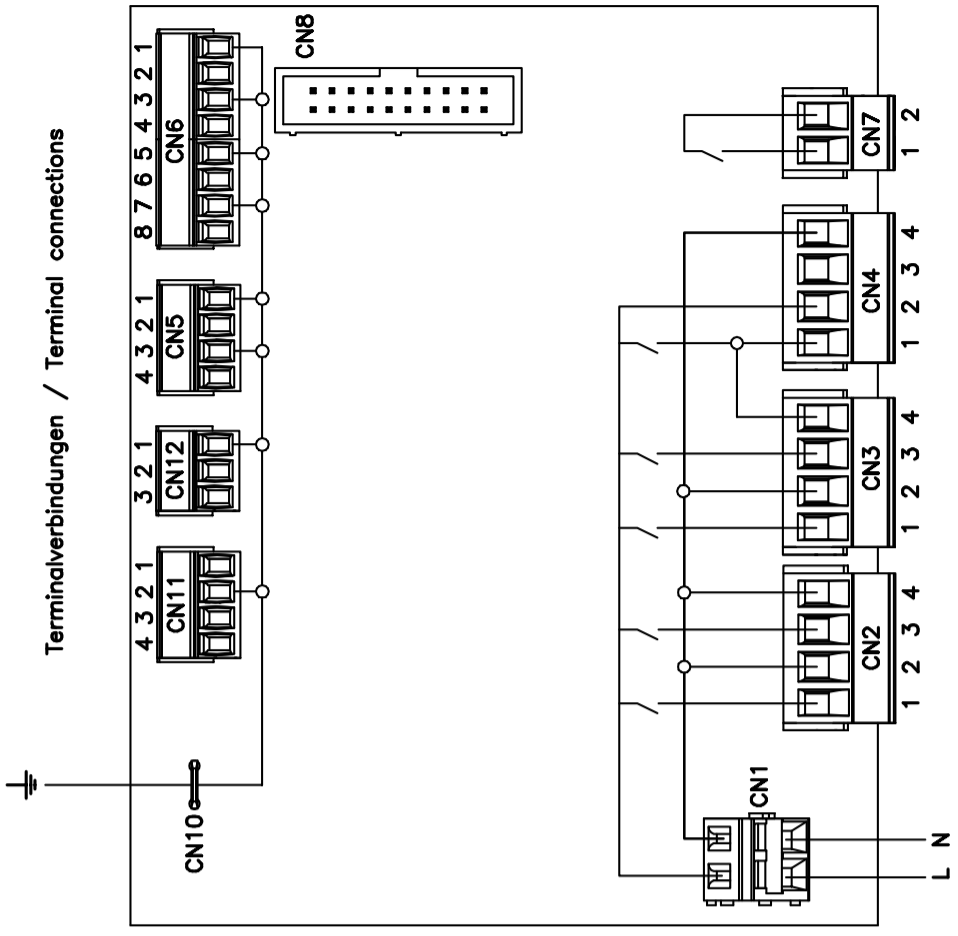 Terminalverbindungen / Terminal connections
8 7 6 5 4 3 2 1
CN6
4 3 2 1
CN5
3 2 1
CN12
4 3 2 1
CN11
CN10
CN8
2
1
CN7
4
3
2
1
CN4
4
3
2
1
CN3
4
3
2
1
CN2
CN1
L
N